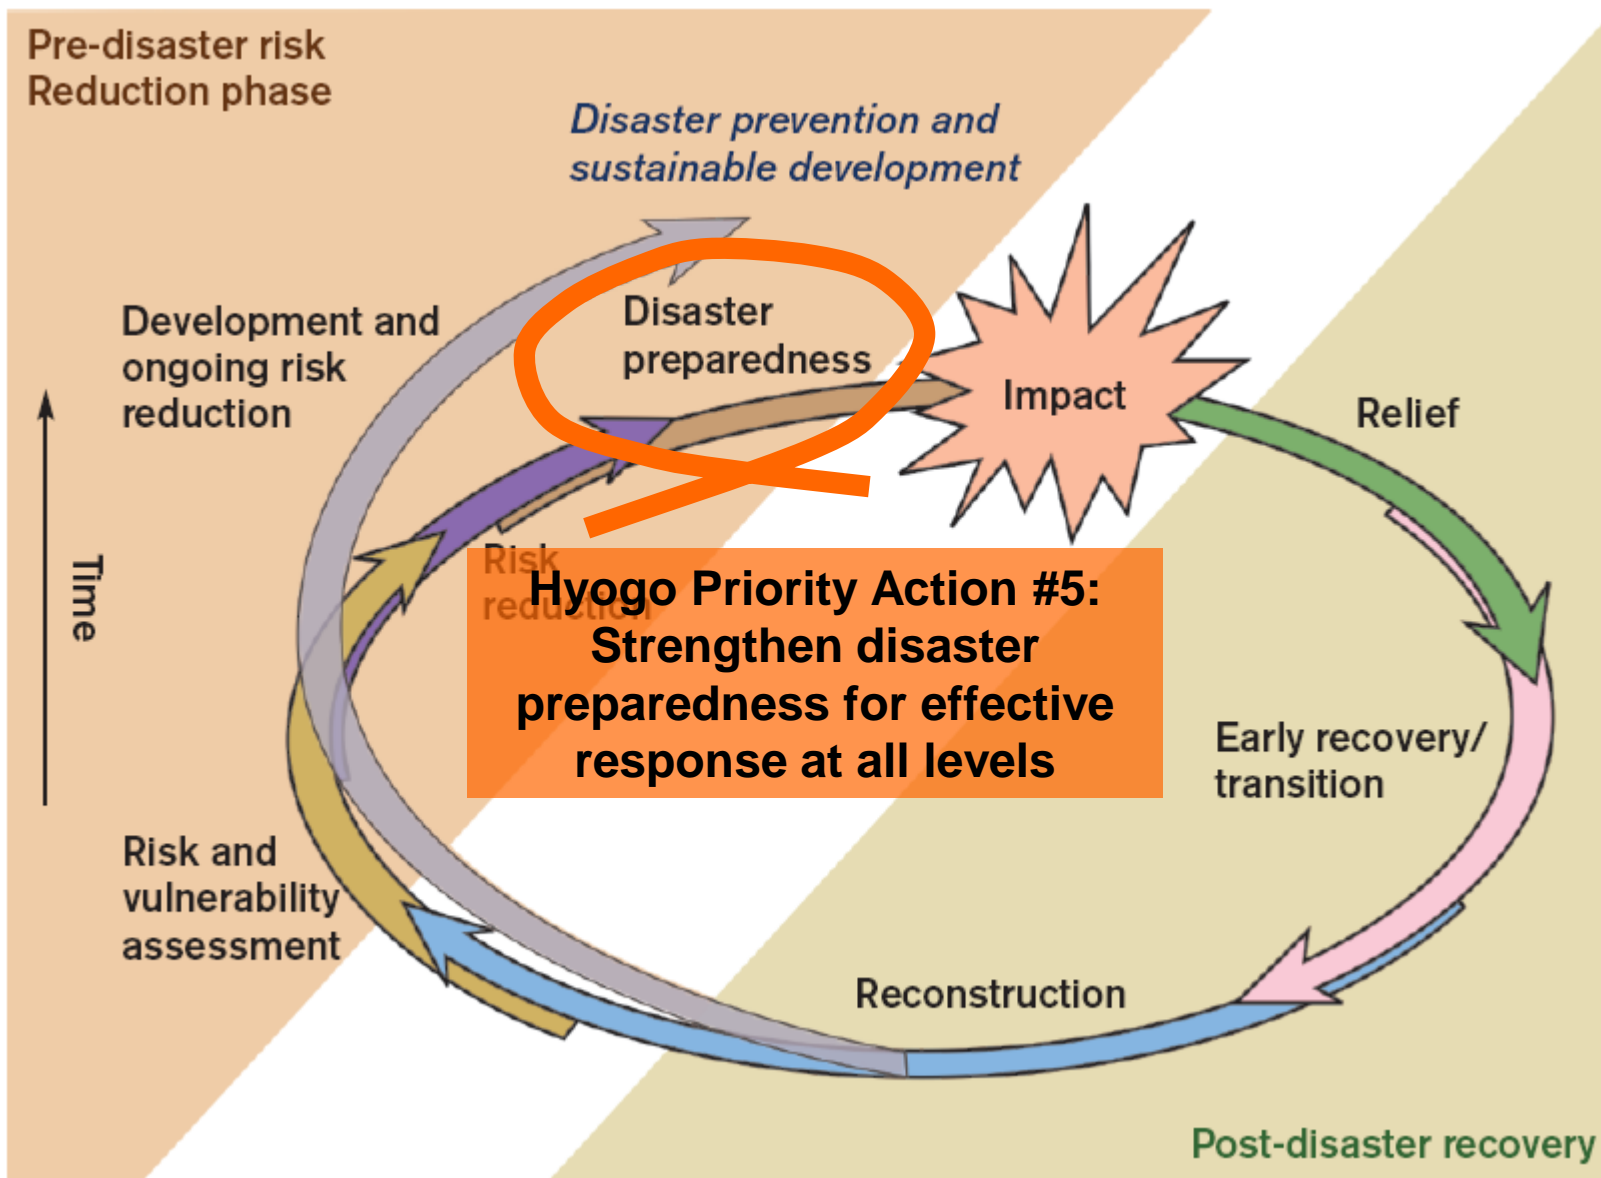 Pre-disaster risk
Reduction phase
Disaster prevention and
sustainable development
Development and
ongoing risk
reduction
Disaster
preparedness
Impact
Relief
Time
Risk
reduction
Hyogo Priority Action #5:
Strengthen disaster
preparedness for effective
response at all levels
Early recovery/
transition
Risk and
vulnerability
assessment
Reconstruction
Post-disaster recovery